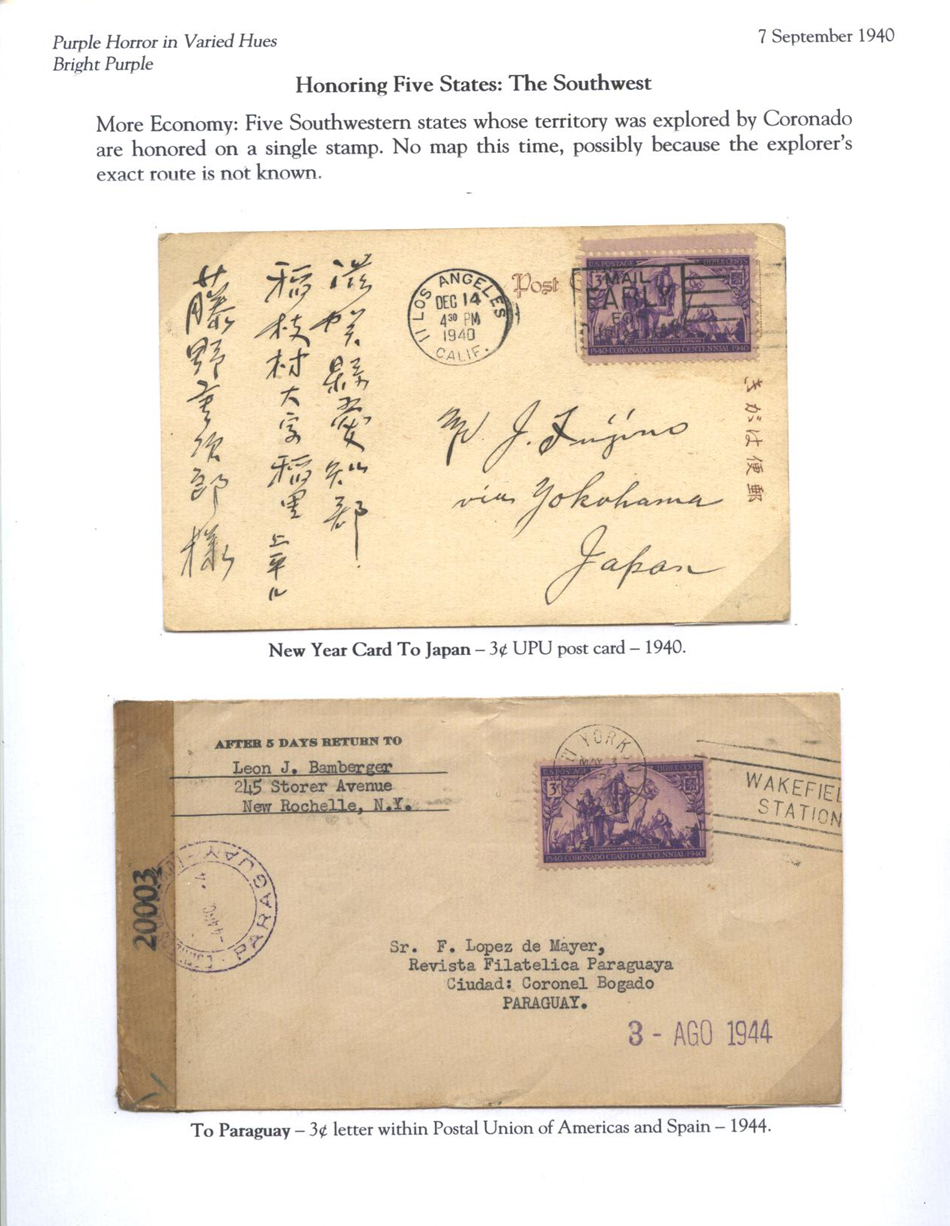 Purple Horror in Varied Hues
Bright Purple
7 September 1940
Honoring Five States: The Southwest
More Economy: Five Southwestern states whose territory was explored by Coronado
are honored on a single stamp. No map this time, possibly because the explorer's
exact route is not known.
滋賀縣愛知郡
稲枝村大字稲里
藤野重次郎様
11 LOS ANGELES
DEC 14
4 30 PM
1940
CALIF.
Post
MAIL
EARLY
FOR
1540 CORONADO CUARTO CENTENNIAL 1940
きがは便郵
Mr. J. Fujino
via Yokohama
Japan
New Year Card To Japan – 3¢ UPU post card – 1940.
AFTER 5 DAYS RETURN TO
Leon J. Bamberger
245 Storer Avenue
New Rochelle, N.Y.
YORK
WAKEFIEL
STATION
U.S. POSTAGE
3¢
1540 CORONADO CUARTO CENTENNIAL 1940
20003
PARAGUAY
Sr. F. Lopez de Mayer,
Revista Filatelica Paraguaya
Ciudad: Coronel Bogado
PARAGUAY.
3 - AGO 1944
To Paraguay – 3¢ letter within Postal Union of Americas and Spain – 1944.